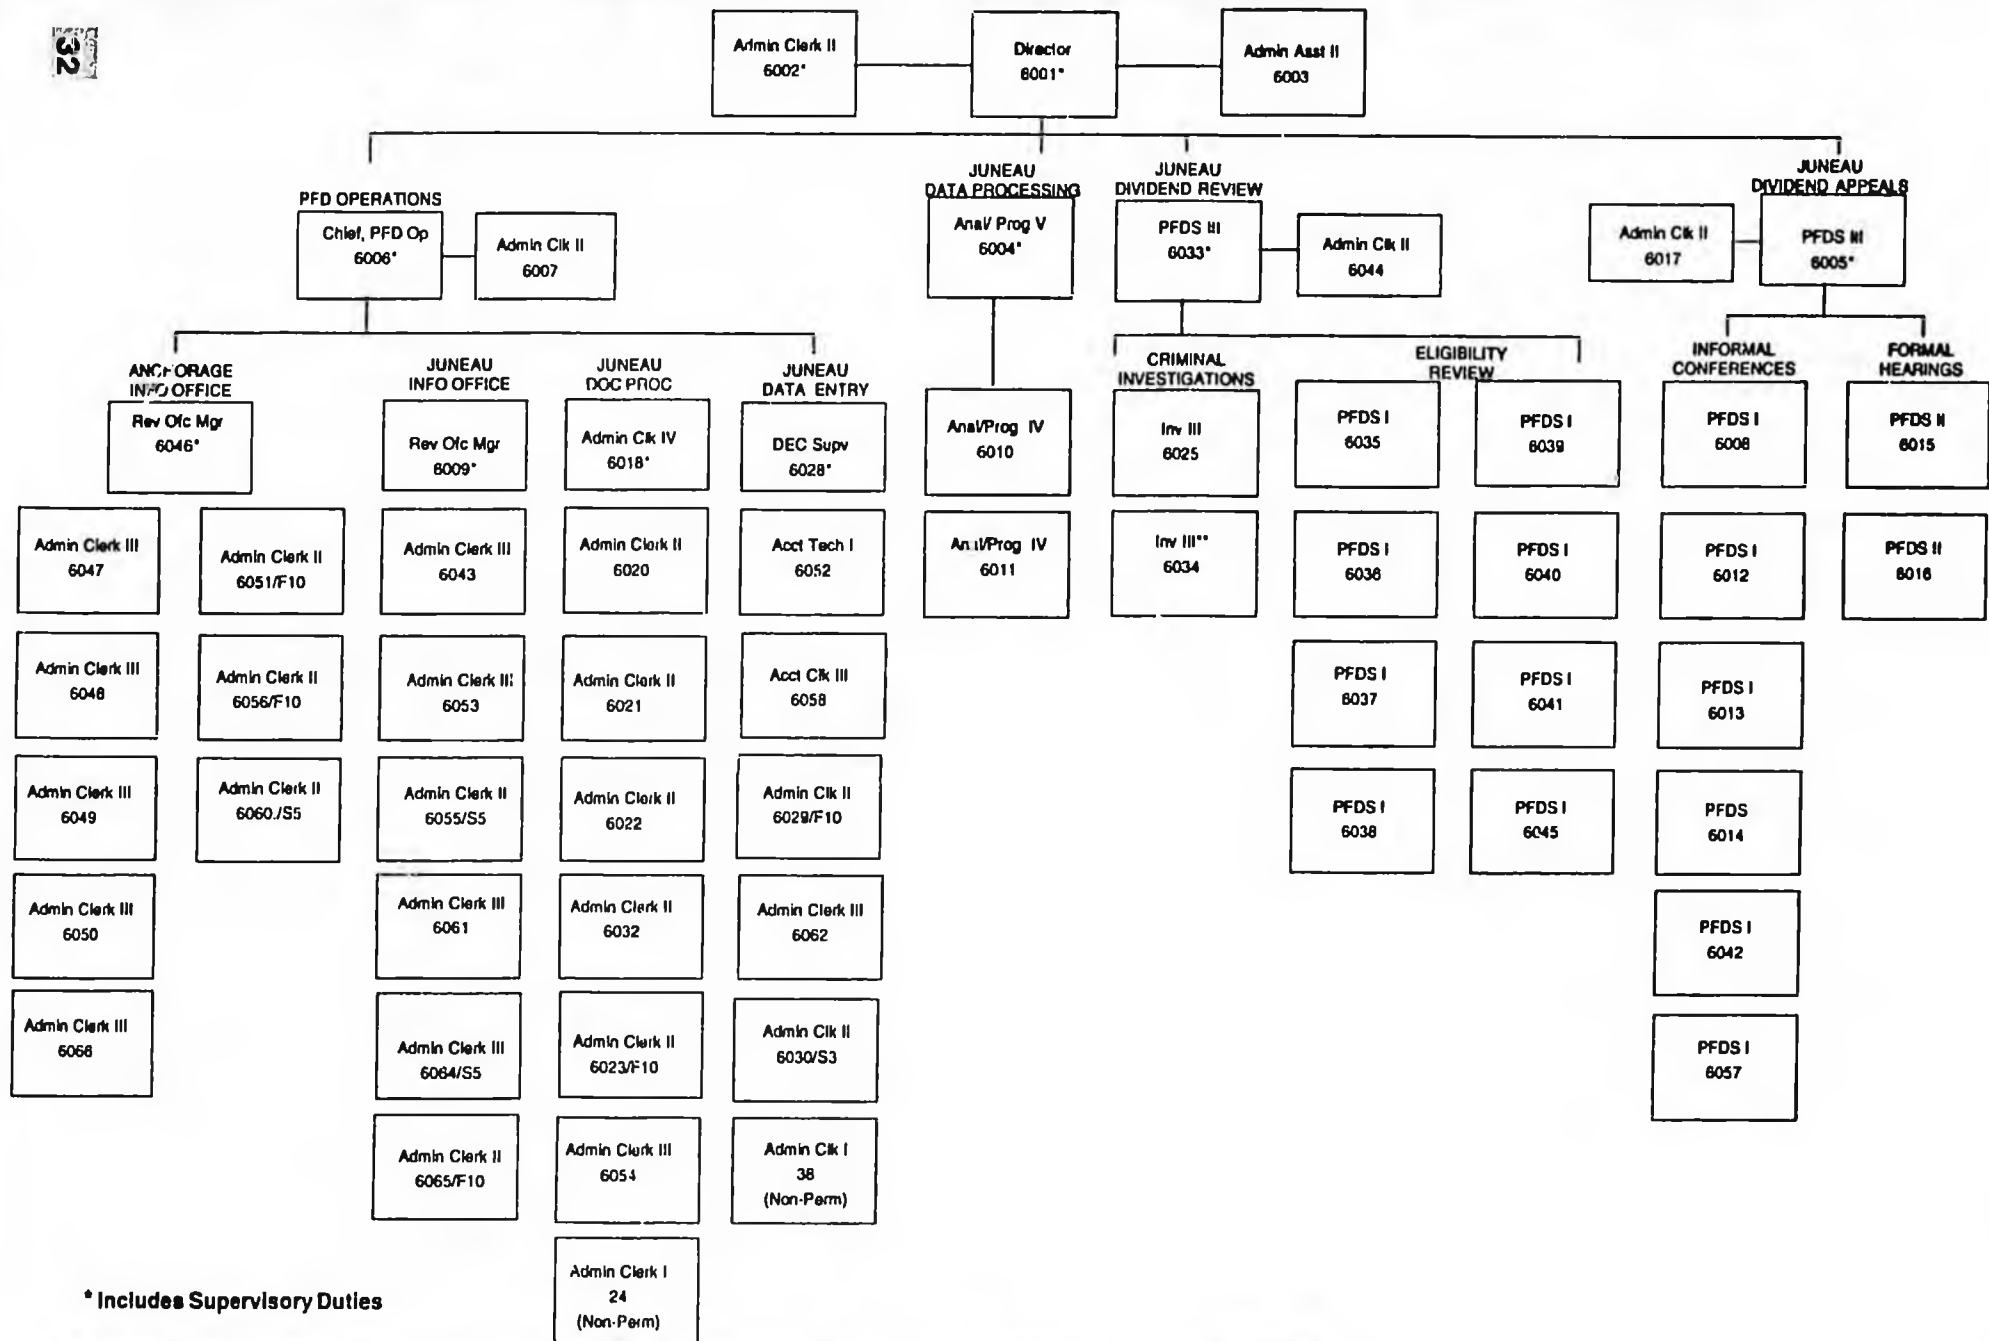 32
Admin Clerk II
6002*
Director
6001*
Admin Asst II
6003
PFD OPERATIONS
Chief, PFD Op
6006*
Admin Clk II
6007
JUNEAU
DATA PROCESSING
Anal/ Prog V
6004*
JUNEAU
DIVIDEND REVIEW
PFDS III
6033*
Admin Clk II
6044
JUNEAU
DIVIDEND APPEALS
Admin Clk II
6017
PFDS III
6005*
ANCHORAGE
INFO OFFICE
Rev Ofc Mgr
6046*
Admin Clerk III
6047
Admin Clerk III
6048
Admin Clerk III
6049
Admin Clerk III
6050
Admin Clerk III
6066
Admin Clerk II
6051/F10
Admin Clerk II
6056/F10
Admin Clerk II
6060./S5
JUNEAU
INFO OFFICE
Rev Ofc Mgr
6009*
Admin Clerk III
6043
Admin Clerk III
6053
Admin Clerk II
6055/S5
Admin Clerk III
6061
Admin Clerk III
6064/S5
Admin Clerk II
6065/F10
JUNEAU
DOC PROC
Admin Clk IV
6018*
Admin Clerk II
6020
Admin Clerk II
6021
Admin Clerk II
6022
Admin Clerk II
6032
Admin Clerk II
6023/F10
Admin Clerk III
6054
Admin Clerk I
24
(Non-Perm)
JUNEAU
DATA ENTRY
DEC Supv
6028*
Acct Tech I
6052
Acct Clk III
6058
Admin Clk II
6029/F10
Admin Clerk III
6062
Admin Clk II
6030/S3
Admin Clk I
38
(Non-Perm)
Anal/Prog IV
6010
Anal/Prog IV
6011
CRIMINAL
INVESTIGATIONS
Inv III
6025
Inv III**
6034
ELIGIBILITY
REVIEW
PFDS I
6035
PFDS I
6036
PFDS I
6037
PFDS I
6038
PFDS I
6039
PFDS I
6040
PFDS I
6041
PFDS I
6045
INFORMAL
CONFERENCES
PFDS I
6008
PFDS I
6012
PFDS I
6013
PFDS
6014
PFDS I
6042
PFDS I
6057
FORMAL
HEARINGS
PFDS II
6015
PFDS II
6016
* Includes Supervisory Duties